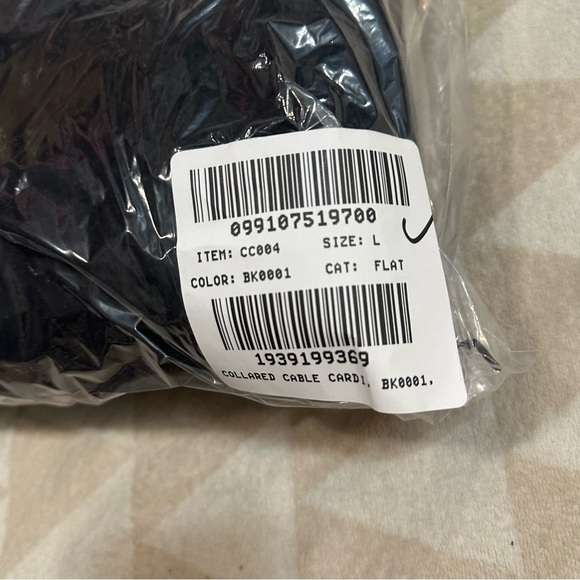 099107519700
ITEM: CC004 SIZE: L
COLOR: BK0001 CAT: FLAT
1939199369
COLLARED CABLE CARDI, BK0001,